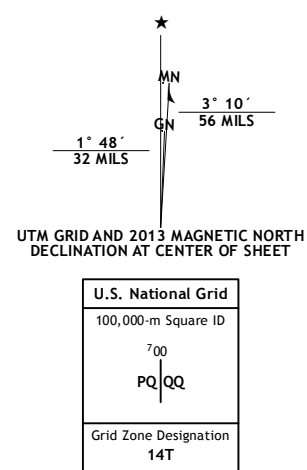 ★
MN
3° 10´
56 MILS
GN
1° 48´
32 MILS
UTM GRID AND 2013 MAGNETIC NORTH
DECLINATION AT CENTER OF SHEET
U.S. National Grid
100,000-m Square ID
⁷00
PQ QQ
Grid Zone Designation
14T